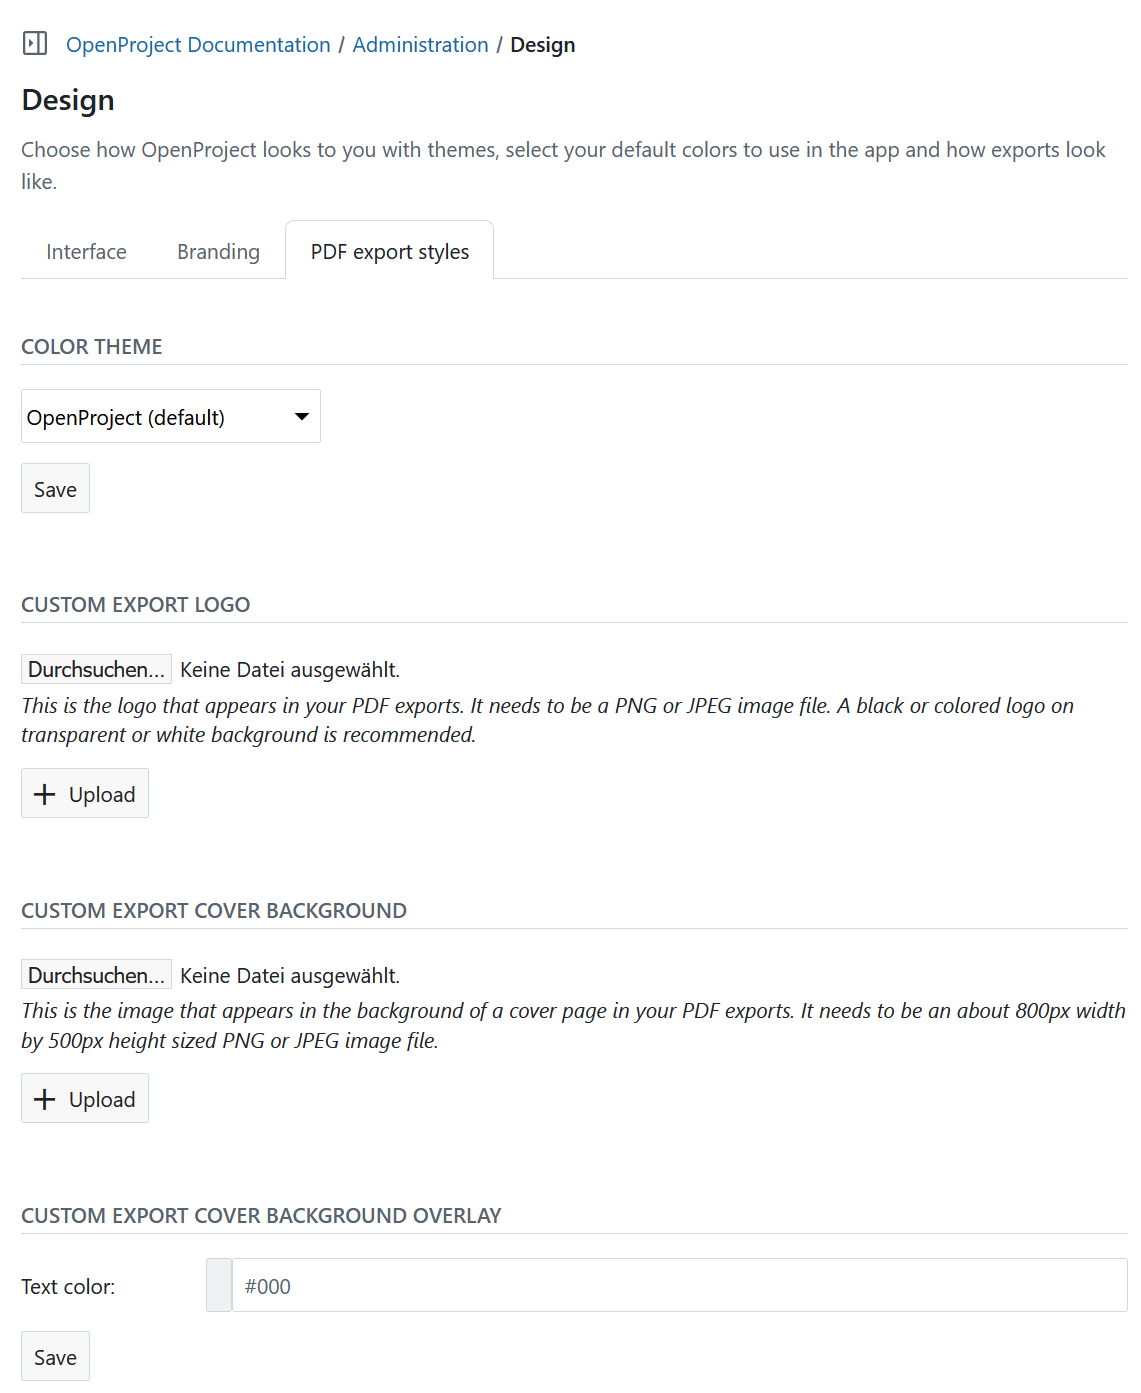 OpenProject Documentation / Administration / Design
Design
Choose how OpenProject looks to you with themes, select your default colors to use in the app and how exports look
like.
Interface Branding PDF export styles
COLOR THEME
OpenProject (default)
Save
CUSTOM EXPORT LOGO
Durchsuchen... Keine Datei ausgewählt.
This is the logo that appears in your PDF exports. It needs to be a PNG or JPEG image file. A black or colored logo on
transparent or white background is recommended.
Upload
CUSTOM EXPORT COVER BACKGROUND
Durchsuchen... Keine Datei ausgewählt.
This is the image that appears in the background of a cover page in your PDF exports. It needs to be an about 800px width
by 500px height sized PNG or JPEG image file.
Upload
CUSTOM EXPORT COVER BACKGROUND OVERLAY
Text color: #000
Save